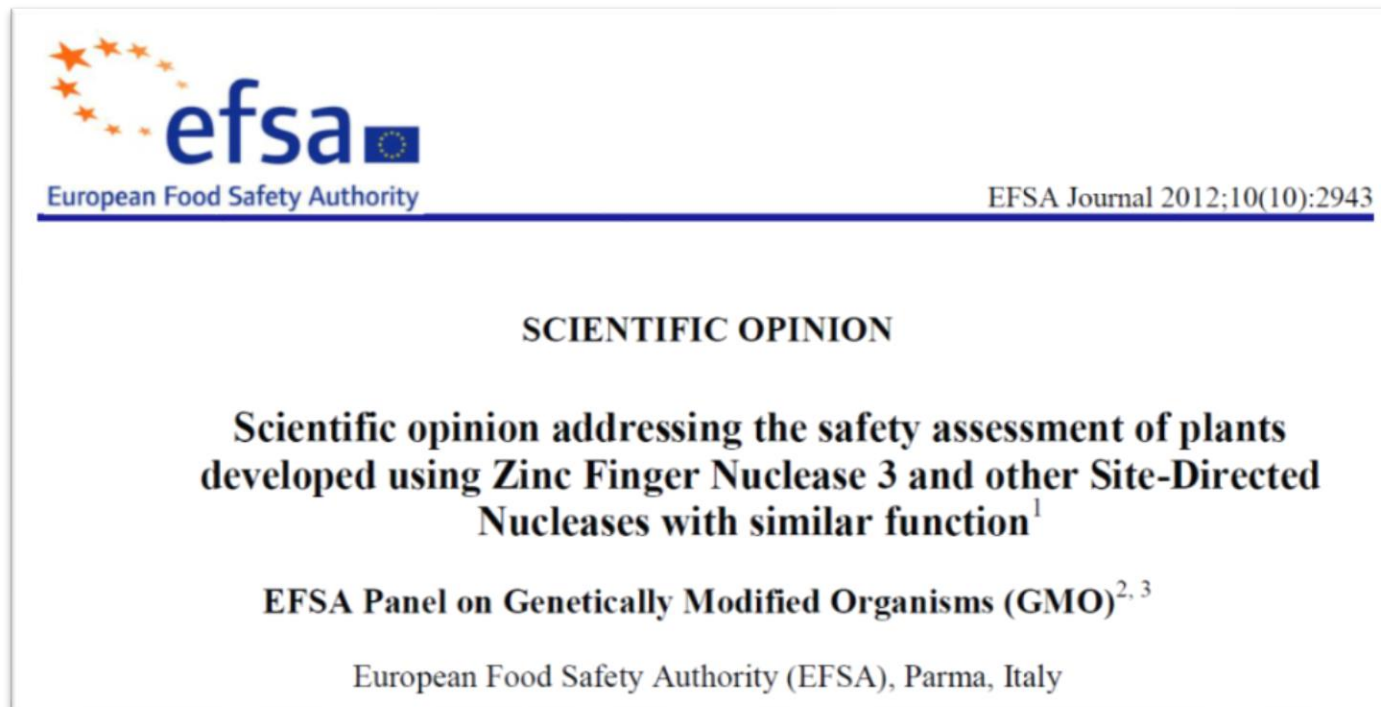 efsa
European Food Safety Authority
EFSA Journal 2012;10(10):2943
SCIENTIFIC OPINION
Scientific opinion addressing the safety assessment of plants
developed using Zinc Finger Nuclease 3 and other Site-Directed
Nucleases with similar function1
EFSA Panel on Genetically Modified Organisms (GMO)2, 3
European Food Safety Authority (EFSA), Parma, Italy